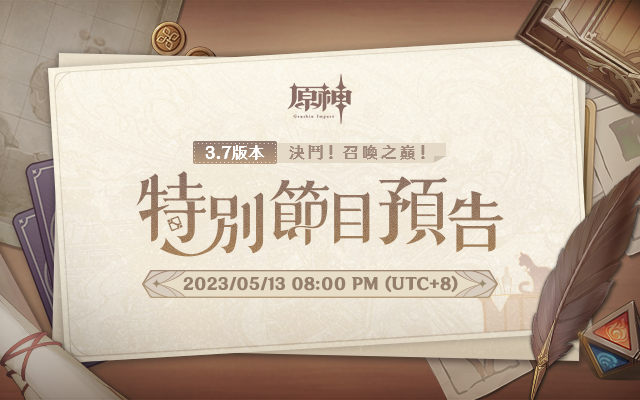 原神
Genshin Impact
3.7版本 決鬥！召喚之巔！
特別節目預告
2023/05/13 08:00 PM (UTC+8)